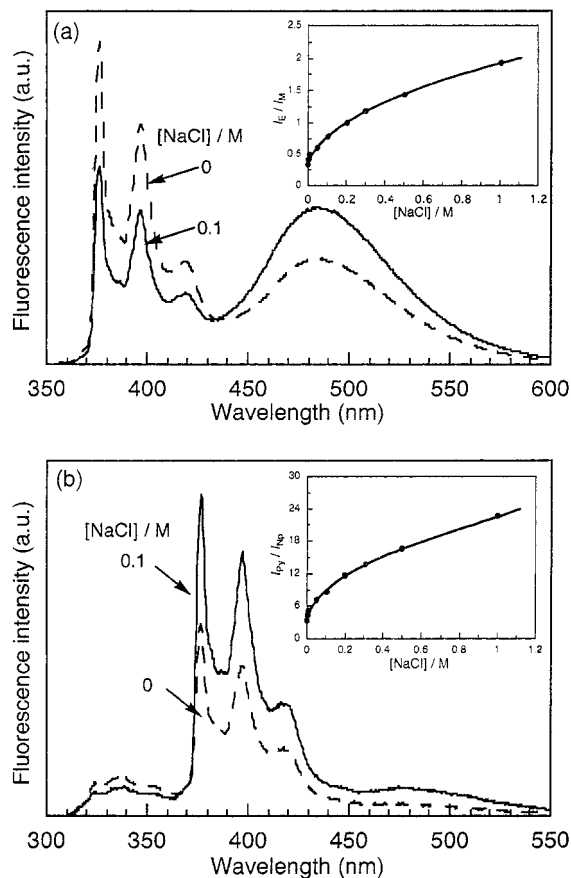 (a)
Fluorescence intensity (a.u.)
[NaCl] / M
0
0.1
I_E / I_M
2.5
2
1.5
1
0.5
0
0 0.2 0.4 0.6 0.8 1 1.2
[NaCl] / M
350 400 450 500 550 600
Wavelength (nm)
(b)
Fluorescence intensity (a.u.)
[NaCl] / M
0.1
0
I_Py / I_Np
30
24
18
12
6
0
0 0.2 0.4 0.6 0.8 1 1.2
[NaCl] / M
300 350 400 450 500 550
Wavelength (nm)